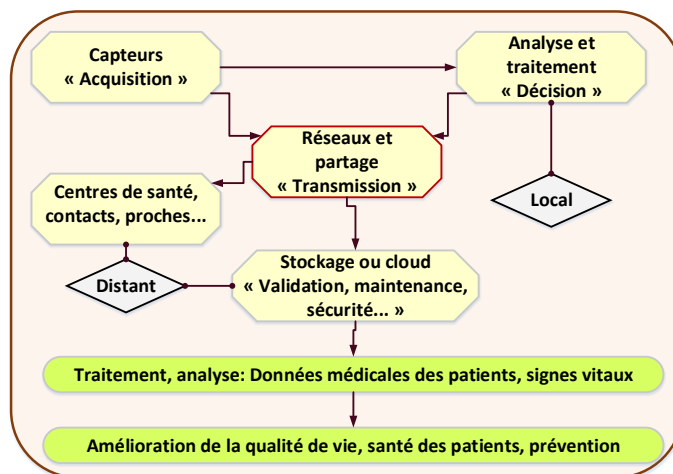 Capteurs
« Acquisition »
Analyse et
traitement
« Décision »
Réseaux et
partage
« Transmission »
Centres de santé,
contacts, proches...
Local
Distant
Stockage ou cloud
« Validation, maintenance,
sécurité... »
Traitement, analyse: Données médicales des patients, signes vitaux
Amélioration de la qualité de vie, santé des patients, prévention